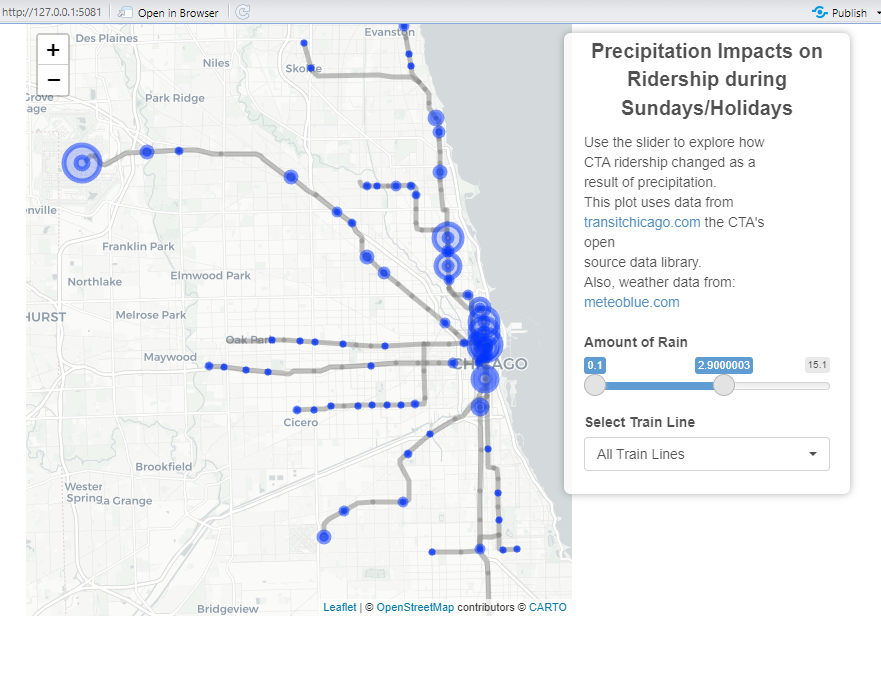 http://127.0.0.1:5081 Open in Browser Publish
+
−
Des Plaines
Evanston
Niles
Skokie
Park Ridge
Grove
age
enville
Franklin Park
Elmwood Park
Northlake
HURST
Melrose Park
Oak Park
Maywood
CHICAGO
Cicero
Brookfield
Wester
Spring
La Grange
Bridgeview
Leaflet | © OpenStreetMap contributors © CARTO
Precipitation Impacts on
Ridership during
Sundays/Holidays
Use the slider to explore how
CTA ridership changed as a
result of precipitation.
This plot uses data from
transitchicago.com the CTA's
open
source data library.
Also, weather data from:
meteoblue.com
Amount of Rain
0.1 2.9000003 15.1
Select Train Line
All Train Lines